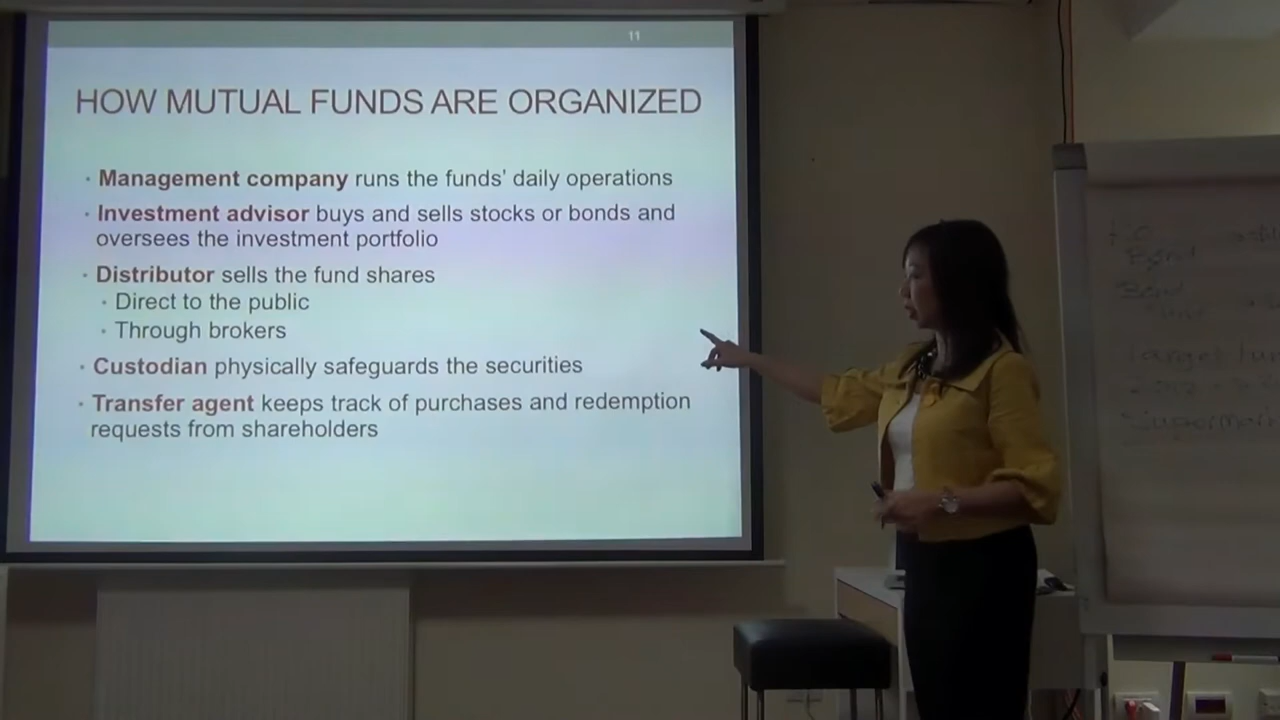 11
HOW MUTUAL FUNDS ARE ORGANIZED
· Management company runs the funds' daily operations
· Investment advisor buys and sells stocks or bonds and
oversees the investment portfolio
· Distributor sells the fund shares
· Direct to the public
· Through brokers
· Custodian physically safeguards the securities
· Transfer agent keeps track of purchases and redemption
requests from shareholders
Bond
Bond